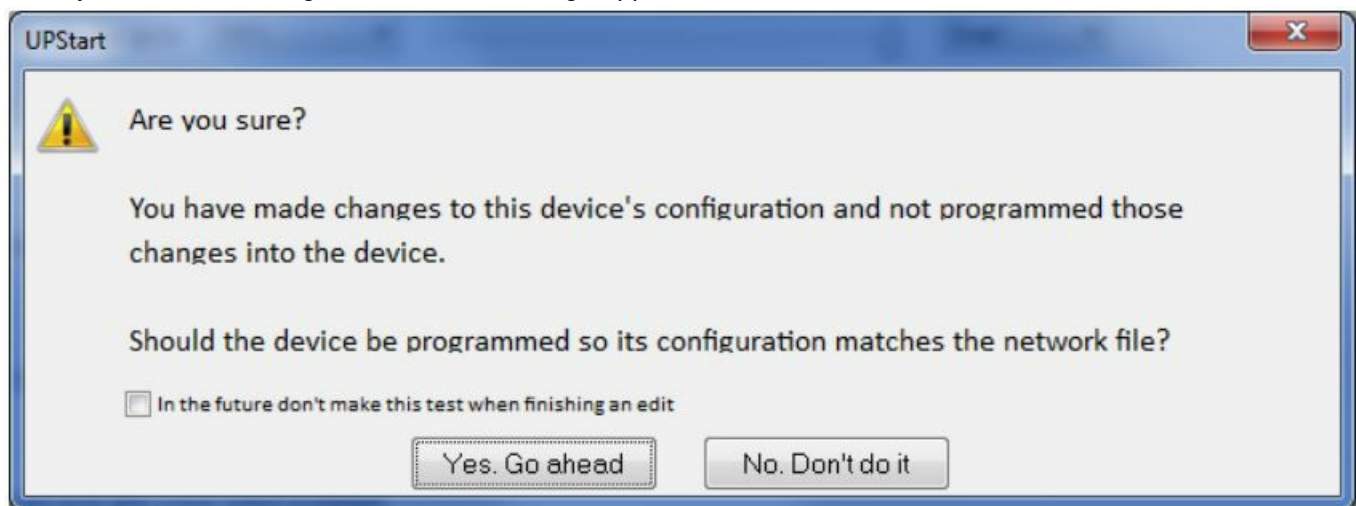 UPStart
Are you sure?
You have made changes to this device's configuration and not programmed those
changes into the device.
Should the device be programmed so its configuration matches the network file?
In the future don't make this test when finishing an edit
Yes. Go ahead
No. Don't do it